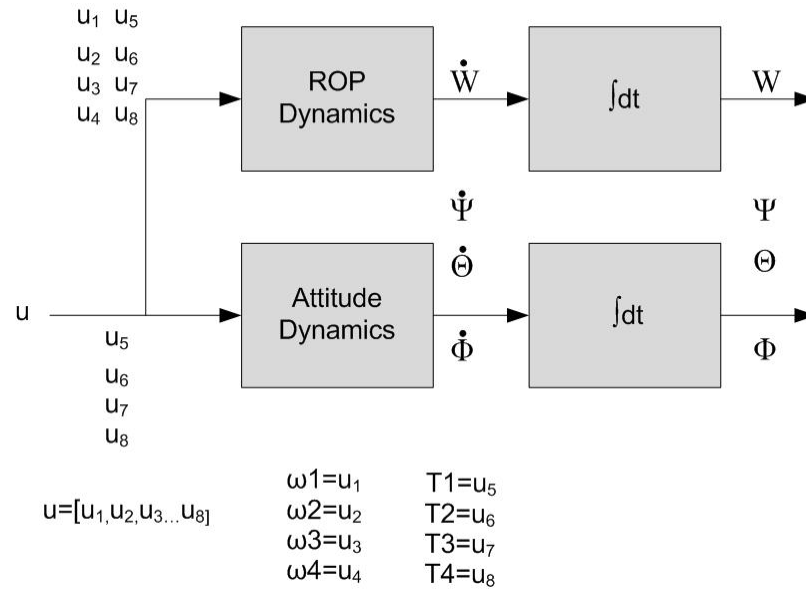 u₁ u₅
u₂ u₆
u₃ u₇
u₄ u₈
ROP
Dynamics
Ẇ
∫dt
W
Ψ̇
Θ̇
Φ̇
Ψ
Θ
Φ
u
Attitude
Dynamics
∫dt
u₅
u₆
u₇
u₈
u=[u₁,u₂,u₃...u₈]
ω1=u₁
ω2=u₂
ω3=u₃
ω4=u₄
T1=u₅
T2=u₆
T3=u₇
T4=u₈